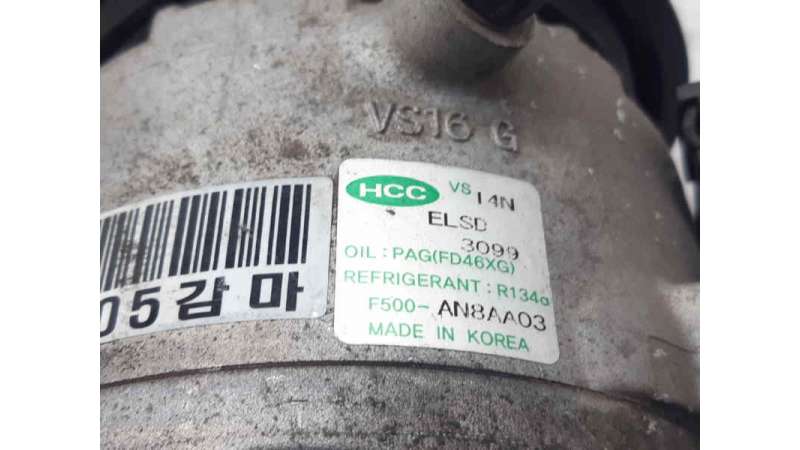 VS16 G
HCC VS 14N
ELSD
3099
OIL : PAG(FD46XG)
REFRIGERANT : R134a
F500- AN8AA03
MADE IN KOREA
05감마